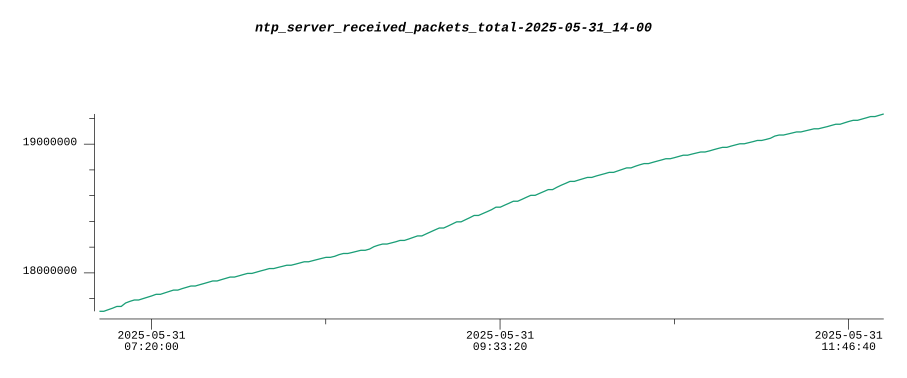 ntp_server_received_packets_total-2025-05-31_14-00
19000000
18000000
2025-05-31 2025-05-31 2025-05-31
07:20:00 09:33:20 11:46:40